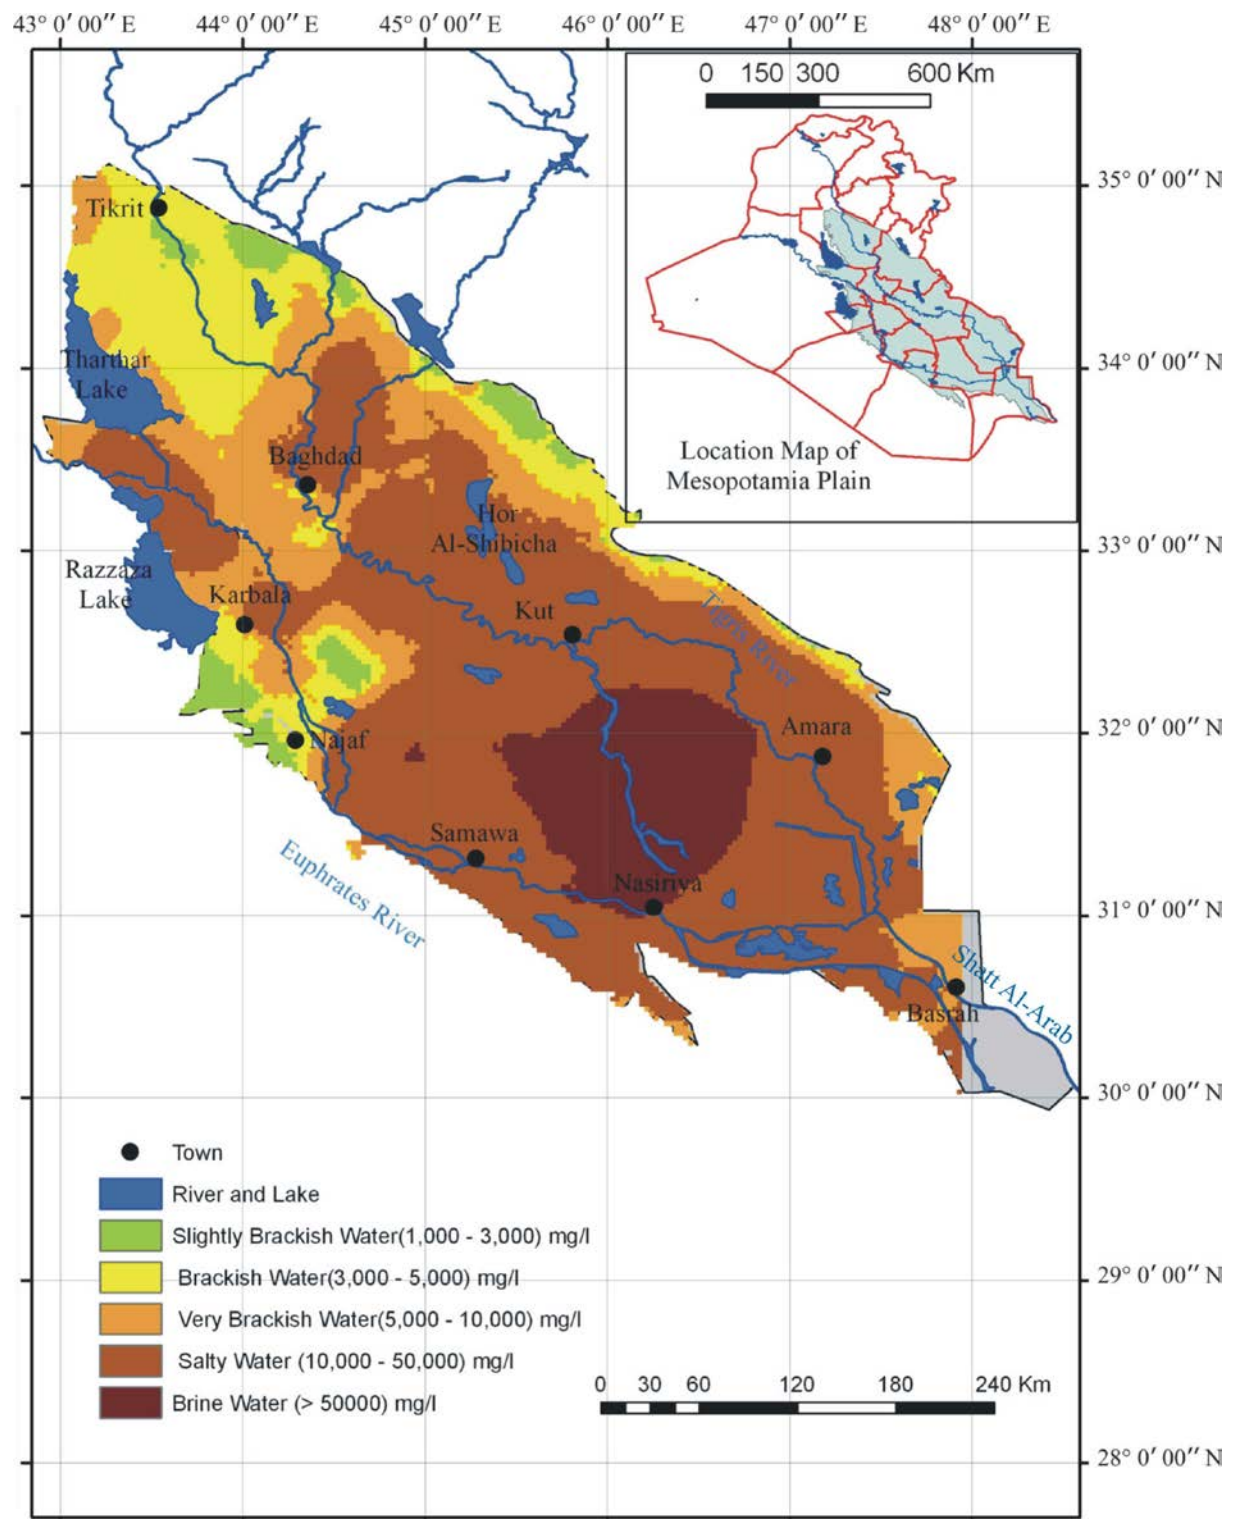 43° 0′ 00″ E
44° 0′ 00″ E
45° 0′ 00″ E
46° 0′ 00″ E
47° 0′ 00″ E
48° 0′ 00″ E
0 150 300 600 Km
35° 0′ 00″ N
Tikrit
Tharthar
Lake
34° 0′ 00″ N
Location Map of
Mesopotamia Plain
Baghdad
Hor
Al-Shibicha
33° 0′ 00″ N
Razzaza
Lake
Karbala
Kut
Tigris River
Amara
32° 0′ 00″ N
Najaf
Samawa
Euphrates River
Nasiriya
31° 0′ 00″ N
Shatt Al-Arab
Basrah
30° 0′ 00″ N
Town
River and Lake
Slightly Brackish Water(1,000 - 3,000) mg/l
Brackish Water(3,000 - 5,000) mg/l
29° 0′ 00″ N
Very Brackish Water(5,000 - 10,000) mg/l
Salty Water (10,000 - 50,000) mg/l
Brine Water (> 50000) mg/l
0 30 60 120 180 240 Km
28° 0′ 00″ N